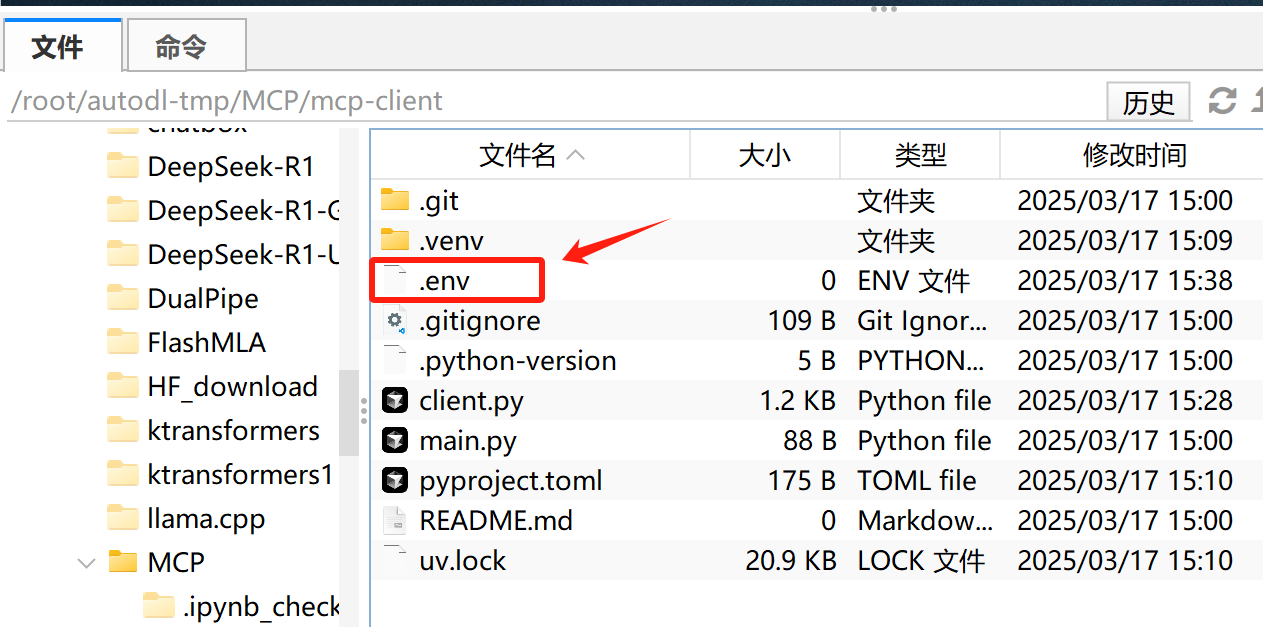 文件
命令
/root/autodl-tmp/MCP/mcp-client
历史
chatbox
DeepSeek-R1
DeepSeek-R1-G
DeepSeek-R1-U
DualPipe
FlashMLA
HF_download
ktransformers
ktransformers1
llama.cpp
MCP
.ipynb_check
文件名 大小 类型 修改时间
.git 文件夹 2025/03/17 15:00
.venv 文件夹 2025/03/17 15:09
.env 0 ENV 文件 2025/03/17 15:38
.gitignore 109 B Git Ignor... 2025/03/17 15:00
.python-version 5 B PYTHON... 2025/03/17 15:00
client.py 1.2 KB Python file 2025/03/17 15:28
main.py 88 B Python file 2025/03/17 15:00
pyproject.toml 175 B TOML file 2025/03/17 15:10
README.md 0 Markdow... 2025/03/17 15:00
uv.lock 20.9 KB LOCK 文件 2025/03/17 15:10